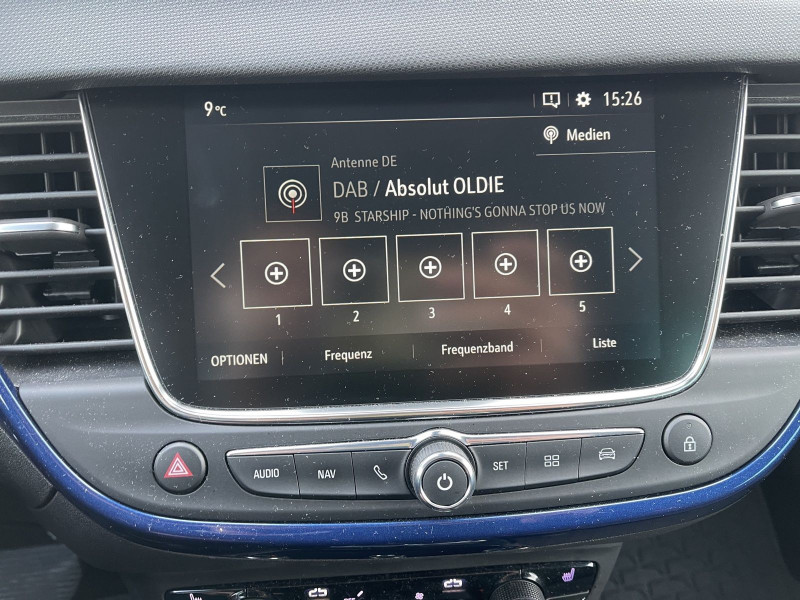 9°C 15:26
Medien
Antenne DE
DAB / Absolut OLDIE
9B STARSHIP - NOTHING'S GONNA STOP US NOW
1 2 3 4 5
OPTIONEN Frequenz Frequenzband Liste
AUDIO NAV SET